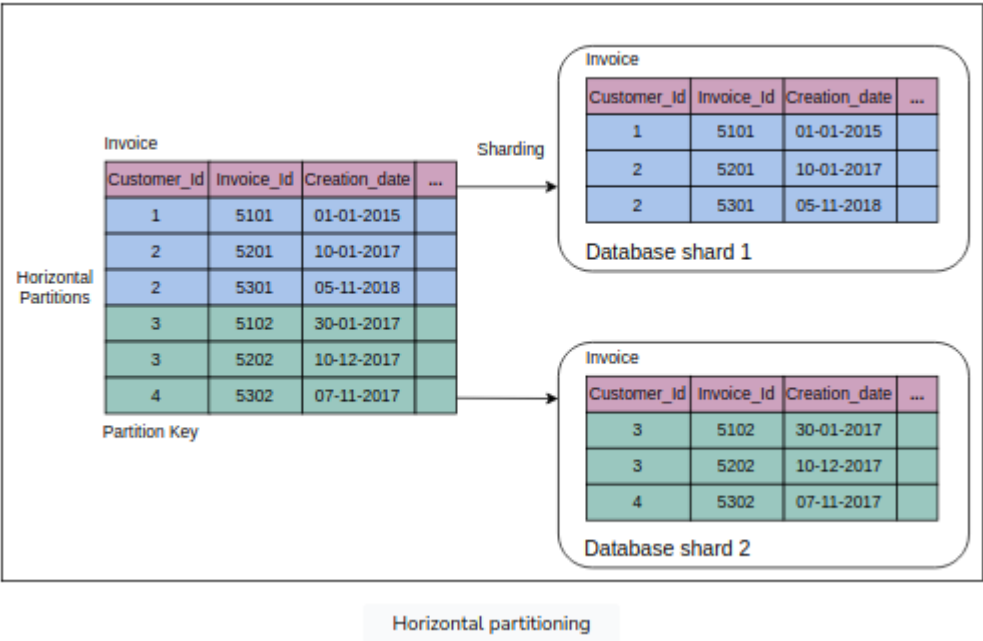 Invoice
Customer_Id Invoice_Id Creation_date ...
1 5101 01-01-2015
2 5201 10-01-2017
2 5301 05-11-2018
3 5102 30-01-2017
3 5202 10-12-2017
4 5302 07-11-2017
Horizontal
Partitions
Partition Key
Sharding
Invoice
Customer_Id Invoice_Id Creation_date ...
1 5101 01-01-2015
2 5201 10-01-2017
2 5301 05-11-2018
Database shard 1
Invoice
Customer_Id Invoice_Id Creation_date ...
3 5102 30-01-2017
3 5202 10-12-2017
4 5302 07-11-2017
Database shard 2
Horizontal partitioning